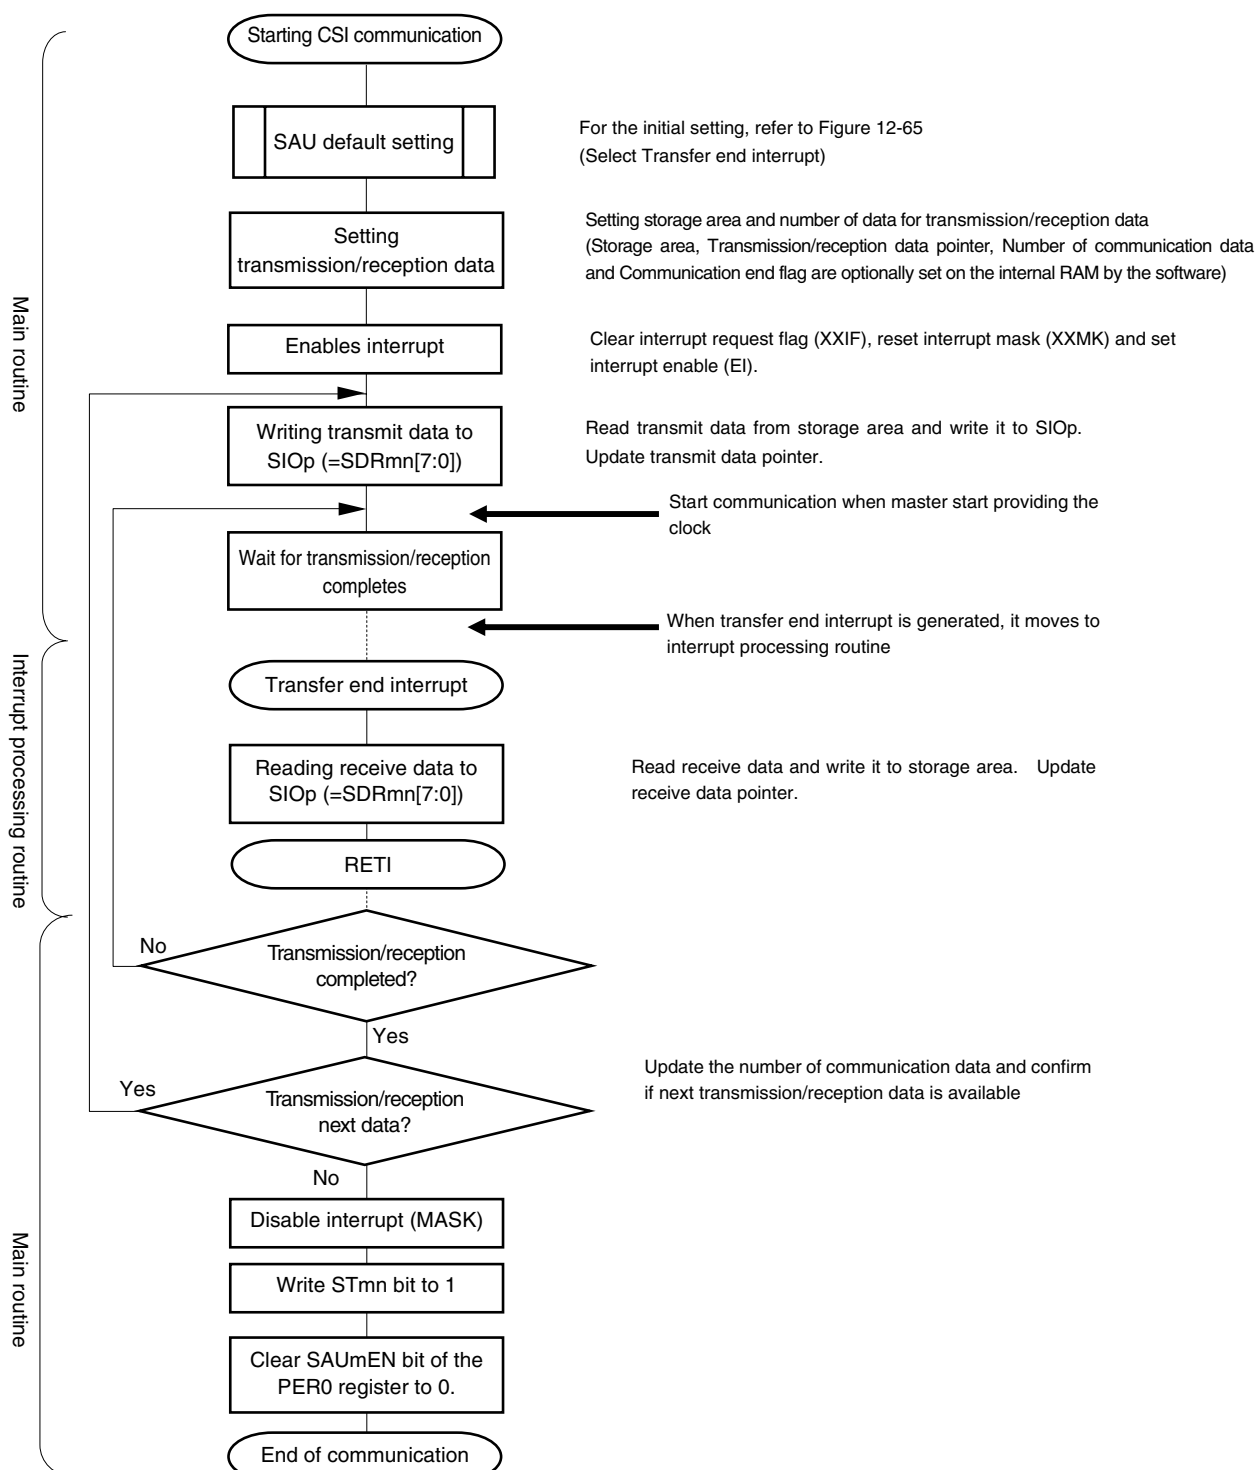 Starting CSI communication
SAU default setting
For the initial setting, refer to Figure 12-65
(Select Transfer end interrupt)
Setting
transmission/reception data
Setting storage area and number of data for transmission/reception data
(Storage area, Transmission/reception data pointer, Number of communication data
and Communication end flag are optionally set on the internal RAM by the software)
Main routine
Enables interrupt
Clear interrupt request flag (XXIF), reset interrupt mask (XXMK) and set
interrupt enable (EI).
Writing transmit data to
SIOp (=SDRmn[7:0])
Read transmit data from storage area and write it to SIOp.
Update transmit data pointer.
Start communication when master start providing the
clock
Wait for transmission/reception
completes
When transfer end interrupt is generated, it moves to
interrupt processing routine
Interrupt processing routine
Transfer end interrupt
Reading receive data to
SIOp (=SDRmn[7:0])
Read receive data and write it to storage area. Update
receive data pointer.
RETI
No
Transmission/reception
completed?
Yes
Yes
Transmission/reception
next data?
Update the number of communication data and confirm
if next transmission/reception data is available
No
Main routine
Disable interrupt (MASK)
Write STmn bit to 1
Clear SAUmEN bit of the
PER0 register to 0.
End of communication